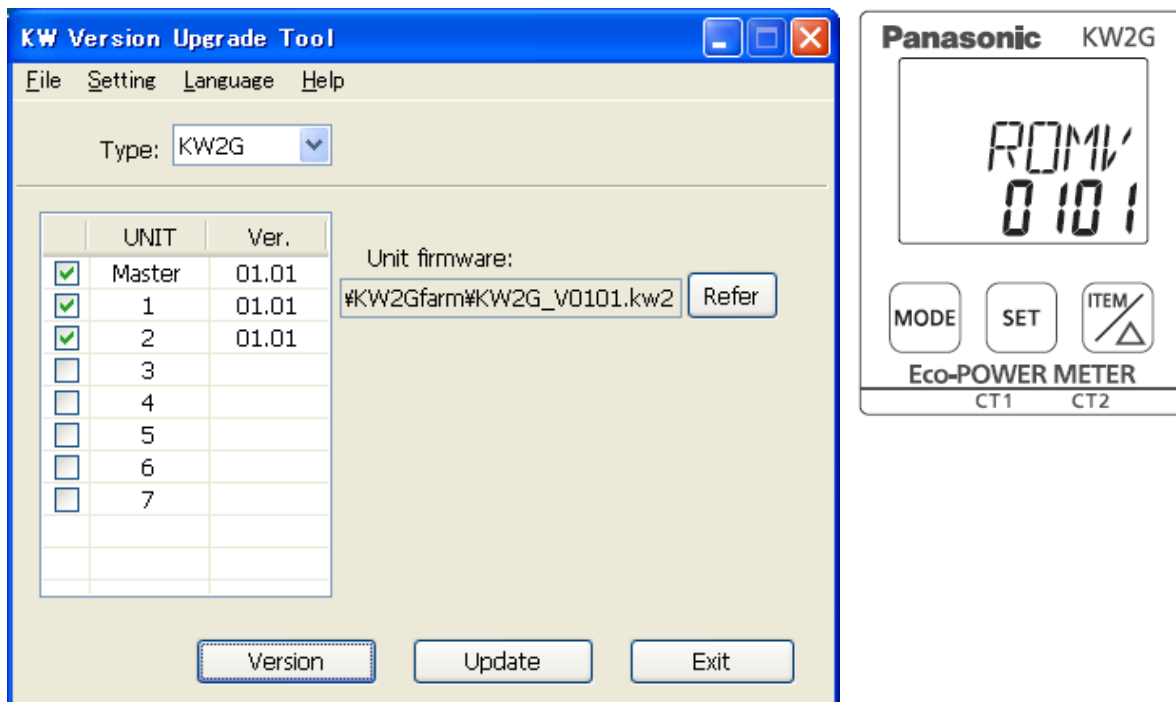 KW Version Upgrade Tool
File Setting Language Help
Type: KW2G
UNIT Ver.
Master 01.01
1 01.01
2 01.01
3
4
5
6
7
Unit firmware:
¥KW2Gfarm¥KW2G_V0101.kw2
Refer
Version Update Exit
Panasonic KW2G
ROMV
0101
MODE SET ITEM/△
Eco-POWER METER
CT1 CT2